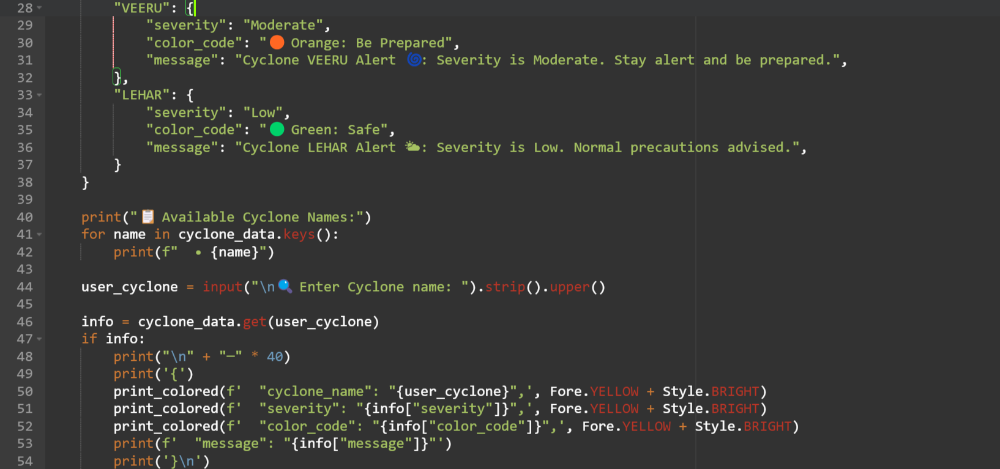 28 "VEERU": {
29 "severity": "Moderate",
30 "color_code": "🟠 Orange: Be Prepared",
31 "message": "Cyclone VEERU Alert 🌀: Severity is Moderate. Stay alert and be prepared.",
32 },
33 "LEHAR": {
34 "severity": "Low",
35 "color_code": "🟢 Green: Safe",
36 "message": "Cyclone LEHAR Alert 🌥️: Severity is Low. Normal precautions advised.",
37 }
38 }
39
40 print("📋 Available Cyclone Names:")
41 for name in cyclone_data.keys():
42 print(f"  • {name}")
43
44 user_cyclone = input("\n🔍 Enter Cyclone name: ").strip().upper()
45
46 info = cyclone_data.get(user_cyclone)
47 if info:
48 print("\n" + "—" * 40)
49 print('{')
50 print_colored(f'  "cyclone_name": "{user_cyclone}",', Fore.YELLOW + Style.BRIGHT)
51 print_colored(f'  "severity": "{info["severity"]}",', Fore.YELLOW + Style.BRIGHT)
52 print_colored(f'  "color_code": "{info["color_code"]}",', Fore.YELLOW + Style.BRIGHT)
53 print(f'  "message": "{info["message"]}"')
54 print('}\n')